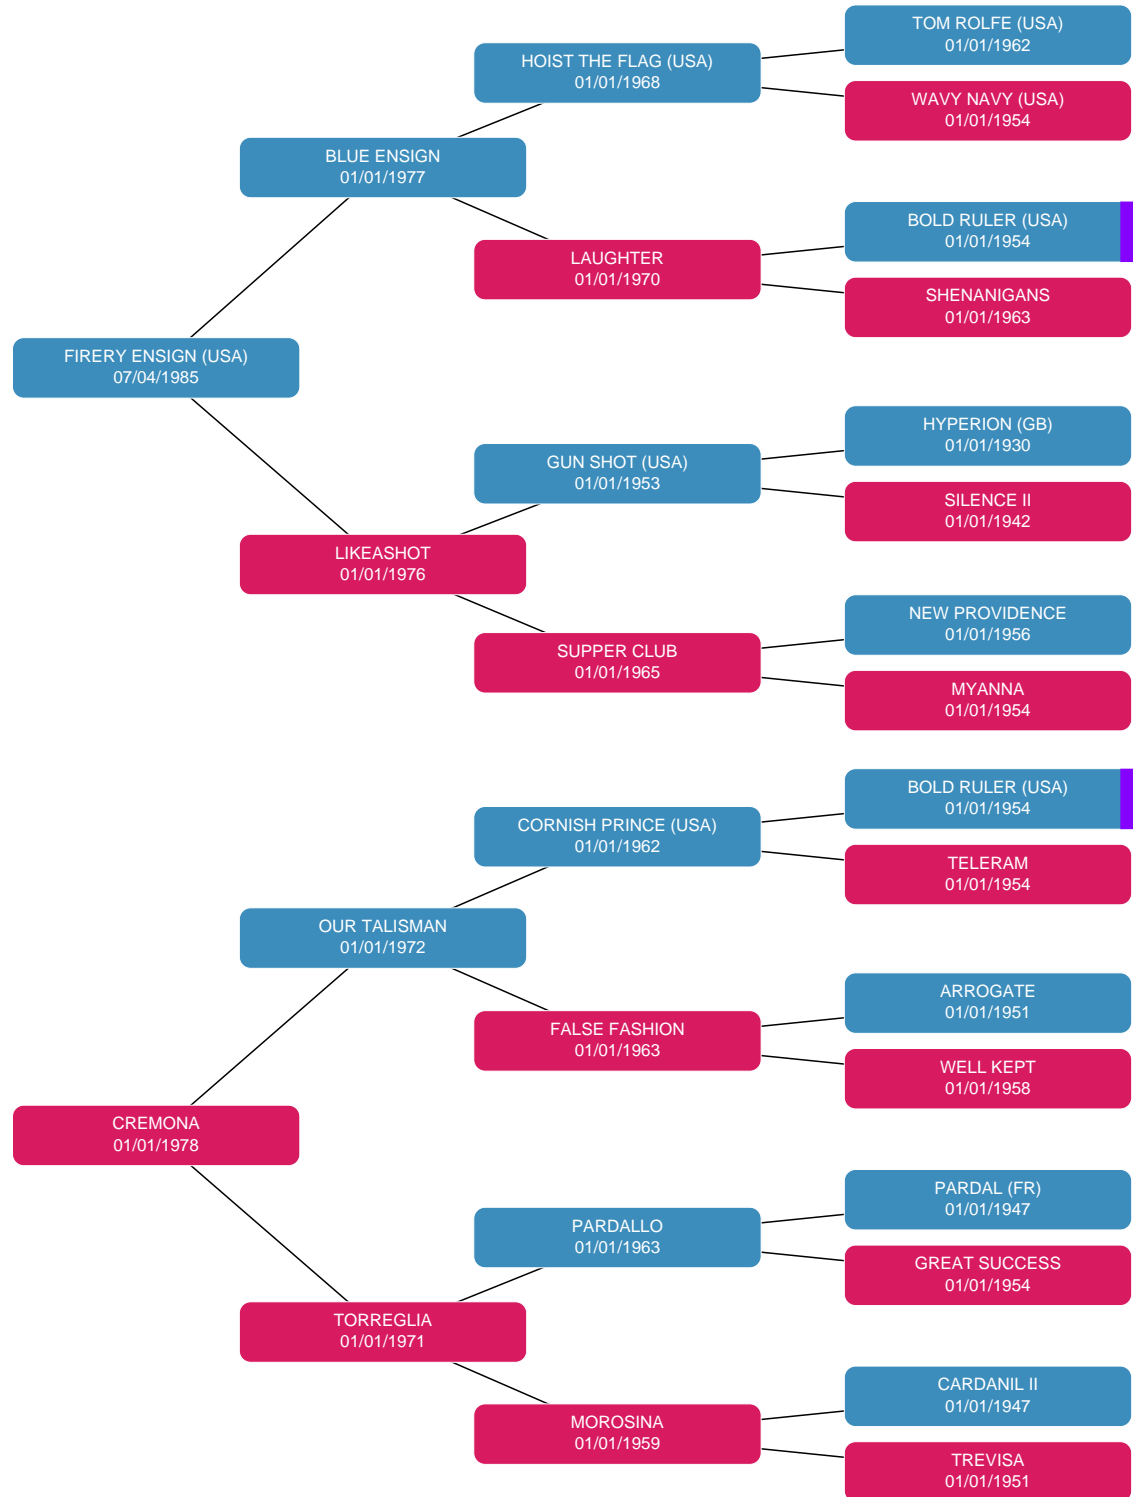 TOM ROLFE (USA)
01/01/1962
HOIST THE FLAG (USA)
01/01/1968
WAVY NAVY (USA)
01/01/1954
BLUE ENSIGN
01/01/1977
BOLD RULER (USA)
01/01/1954
LAUGHTER
01/01/1970
SHENANIGANS
01/01/1963
FIRERY ENSIGN (USA)
07/04/1985
HYPERION (GB)
01/01/1930
GUN SHOT (USA)
01/01/1953
SILENCE II
01/01/1942
LIKEASHOT
01/01/1976
NEW PROVIDENCE
01/01/1956
SUPPER CLUB
01/01/1965
MYANNA
01/01/1954
BOLD RULER (USA)
01/01/1954
CORNISH PRINCE (USA)
01/01/1962
TELERAM
01/01/1954
OUR TALISMAN
01/01/1972
ARROGATE
01/01/1951
FALSE FASHION
01/01/1963
WELL KEPT
01/01/1958
CREMONA
01/01/1978
PARDAL (FR)
01/01/1947
PARDALLO
01/01/1963
GREAT SUCCESS
01/01/1954
TORREGLIA
01/01/1971
CARDANIL II
01/01/1947
MOROSINA
01/01/1959
TREVISA
01/01/1951